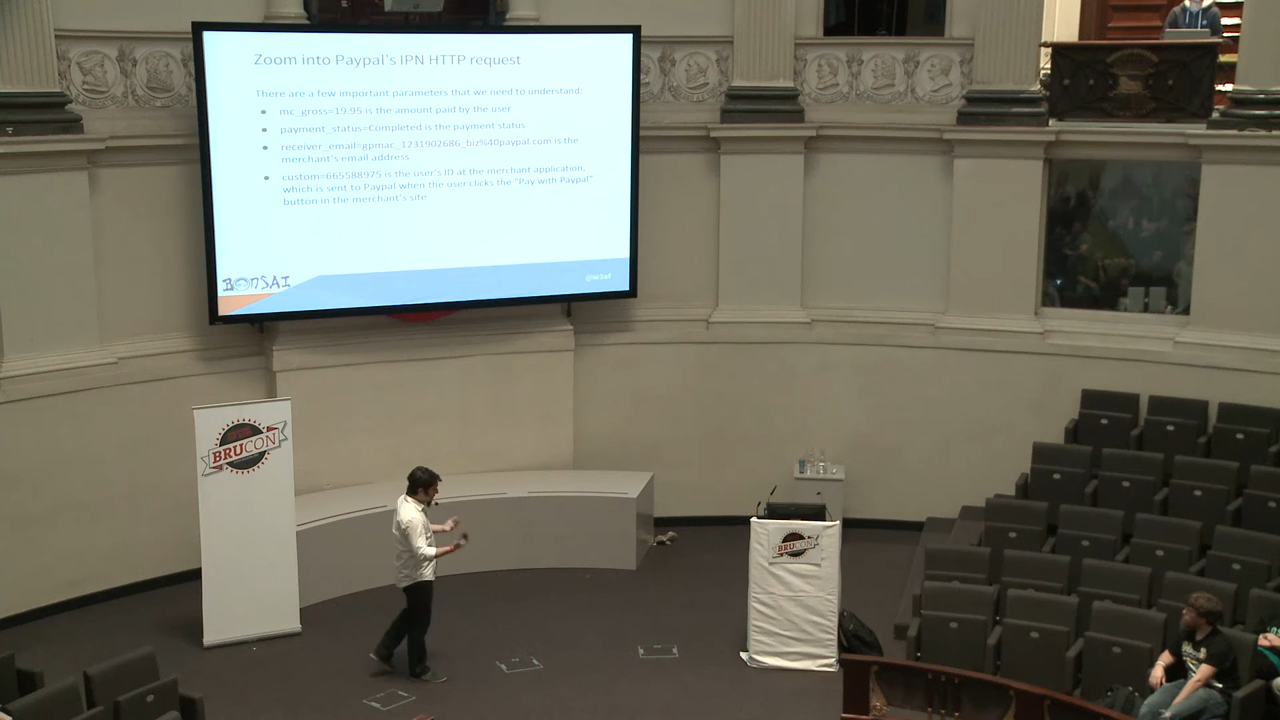 Zoom into Paypal's IPN HTTP request
There are a few important parameters that we need to understand:
mc_gross=19.95 is the amount paid by the user
payment_status=Completed is the payment status
receiver_email=gpmac_1231902686_biz%40paypal.com is the
merchant's email address
custom=665588975 is the user's ID at the merchant application,
which is sent to Paypal when the user clicks the "Pay with Paypal"
button in the merchant's site
BONSAI
@w3af
BRUCON
BRUCON